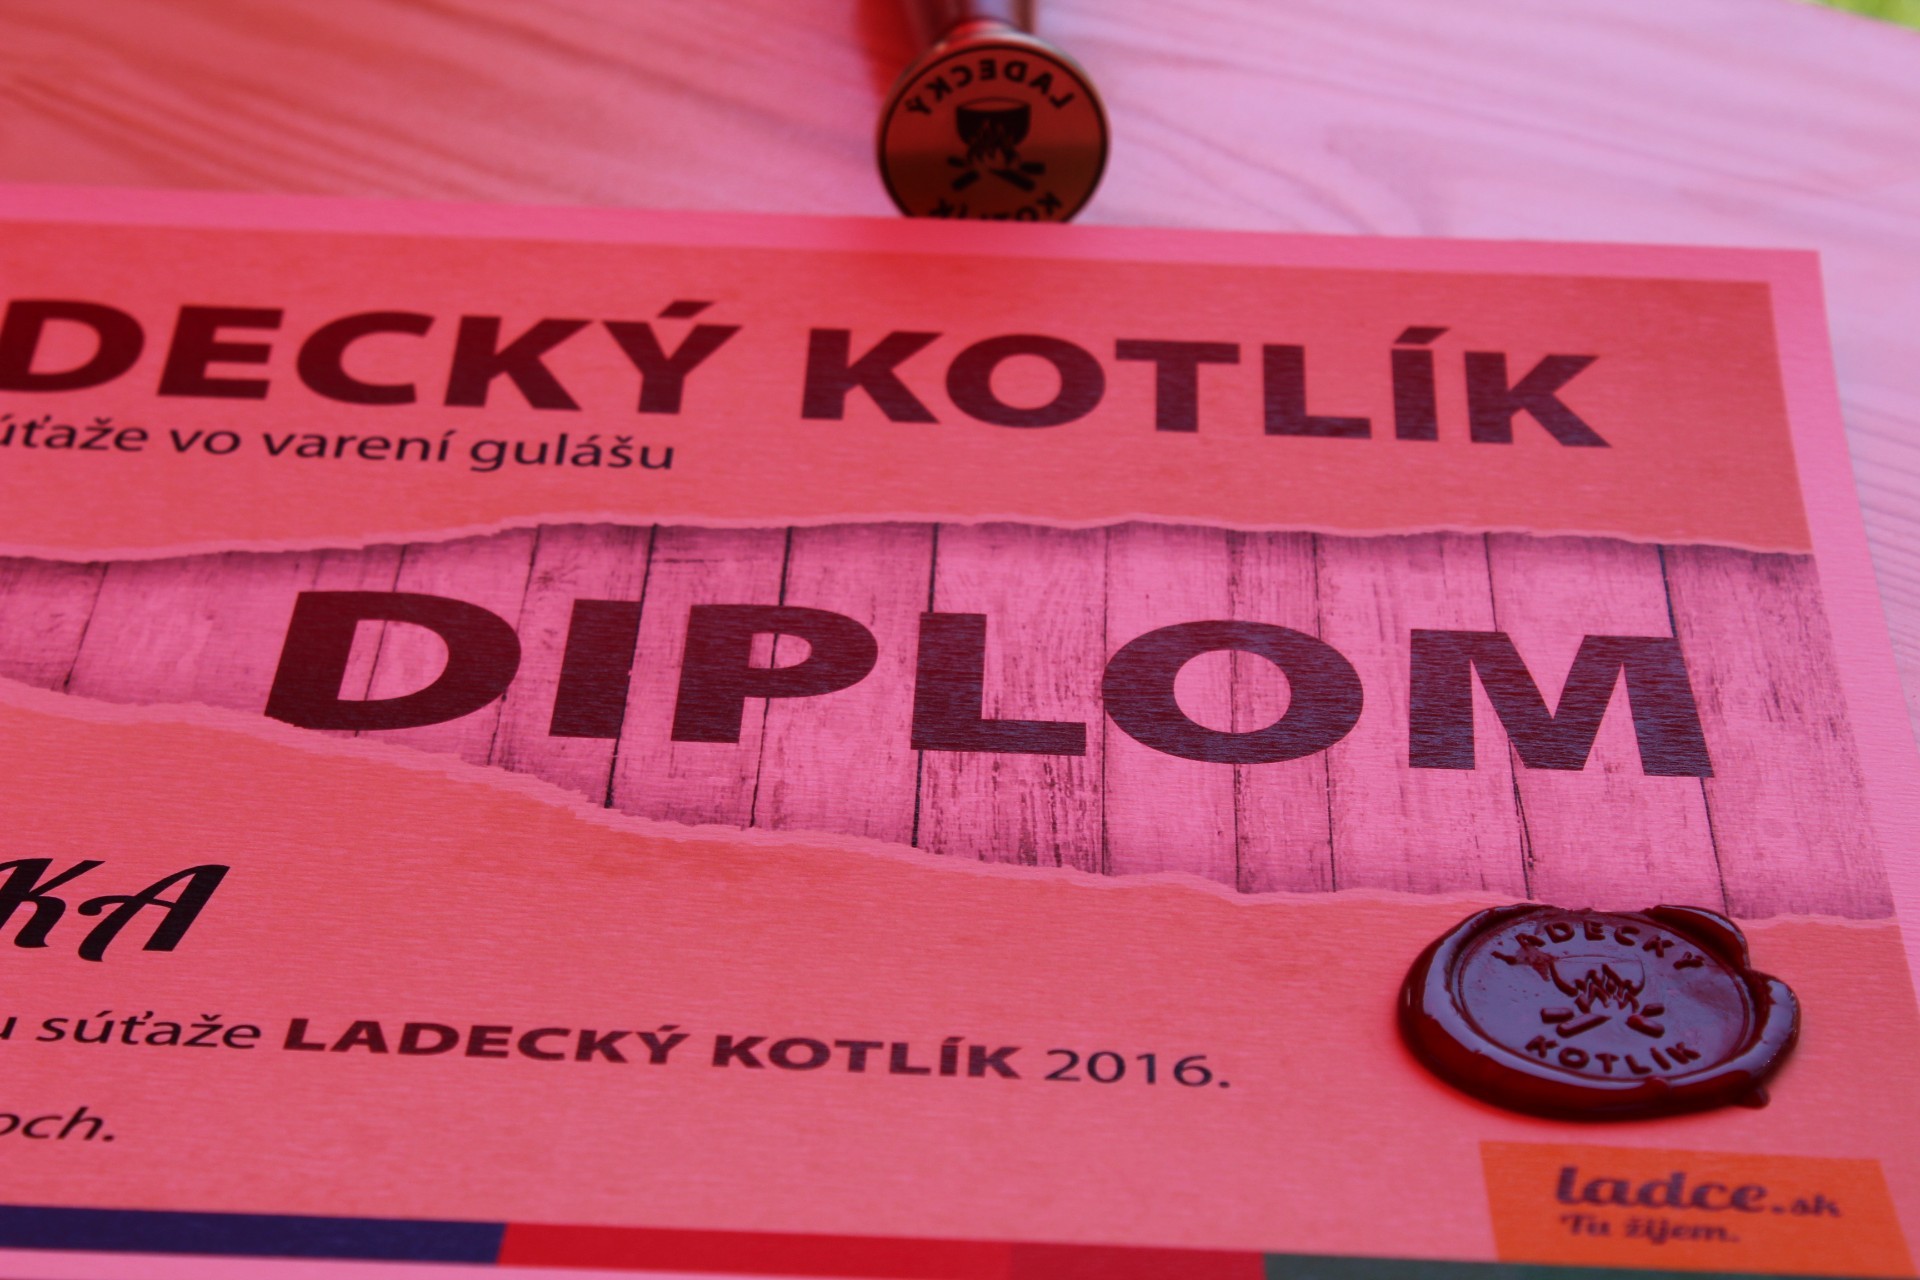 LADECKÝ
KOTLÍK
DECKÝ KOTLÍK
úťaže vo varení gulášu
DIPLOM
KA
u súťaže LADECKÝ KOTLÍK 2016.
och.
LADECKÝ
KOTLÍK
ladce.sk
Tu žijem.